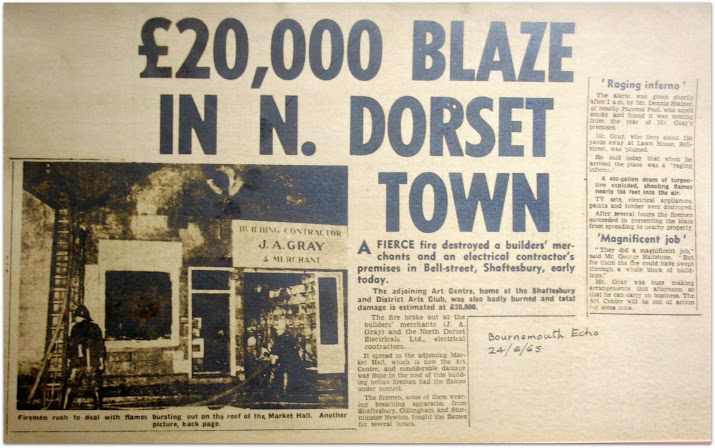 £20,000 BLAZE
IN N. DORSET
TOWN
BUILDING CONTRACTOR
J. A. GRAY
& MERCHANT
Firemen rush to deal with flames bursting out on the roof of the Market Hall. Another
picture, back page.
A FIERCE fire destroyed a builders' mer-
chants and an electrical contractor's
premises in Bell-street, Shaftesbury, early
today.
The adjoining Art Centre, home of the Shaftesbury
and District Arts Club, was also badly burned and total
damage is estimated at £20,000.
The fire broke out at the
builders' merchants (J. A.
Gray) and the North Dorset
Electricals Ltd., electrical
contractors.
It spread to the adjoining Mar-
ket Hall, which is now the Art
Centre, and considerable damage
was done to the roof of this build-
ing before firemen had the flames
under control.
The firemen, some of them wear-
ing breathing apparatus, from
Shaftesbury, Gillingham and Stur-
minster Newton, fought the flames
for several hours.
'Raging inferno'
The alarm was given shortly
after 1 a.m. by Mr. Dennis Stainer,
of nearby Parsons Pool, who smelt
smoke and found it was coming
from the rear of Mr. Gray's
premises.
Mr. Gray, who lives about 150
yards away at Lawn House, Bell-
street, was 'phoned.
He said today that when he
arrived the place was a "raging
inferno."
A 410-gallon drum of turpen-
tine exploded, shooting flames
nearly 100 feet into the air.
TV sets, electrical appliances,
paints and timber were destroyed.
After several hours the firemen
succeeded in preventing the blaze
from spreading to nearby property.
'Magnificent job'
"They did a magnificent job,"
said Mr. George Hailstone. "But
for them the fire could have swept
through a whole block of build-
ings."
Mr. Gray was busy making
arrangements this afternoon so
that he can carry on business. The
Art Centre will be out of action
for some time.
Bournemouth Echo
24/6/65